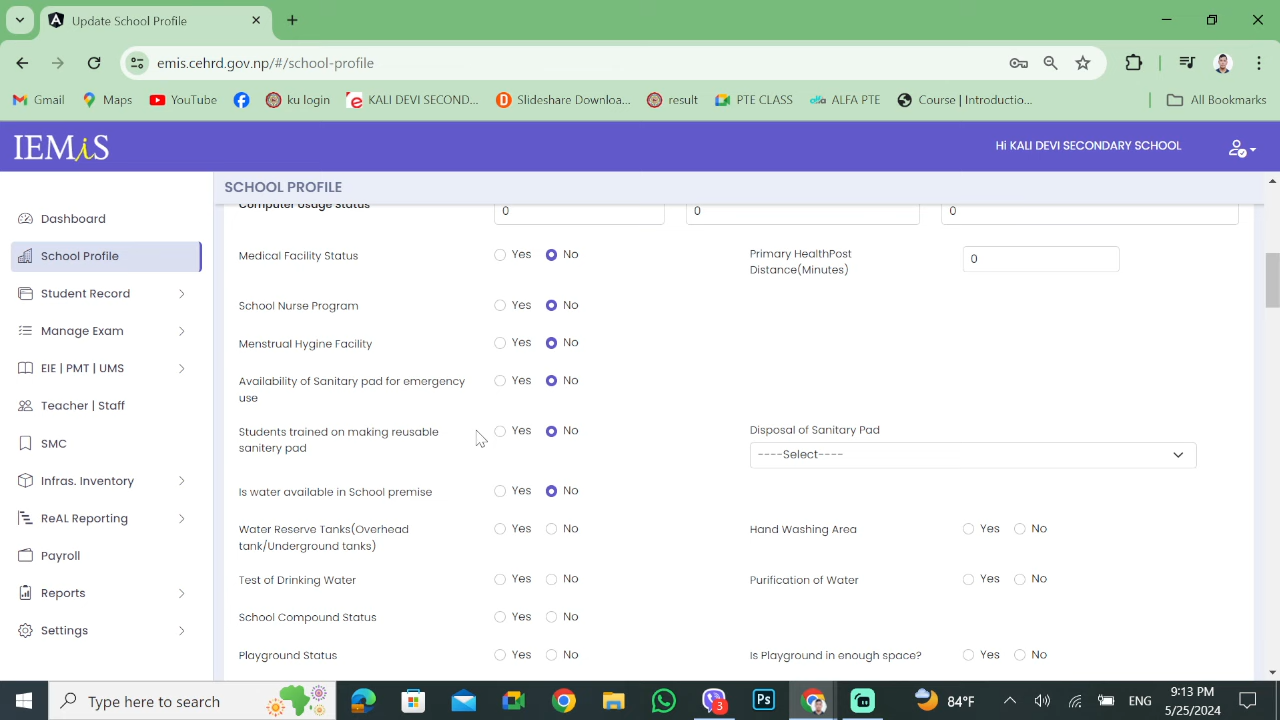 Update School Profile
emis.cehrd.gov.np/#/school-profile
Gmail Maps YouTube ku login KALI DEVI SECOND... Slideshare Downloa... result PTE CLASS ALFA PTE Course | Introductio... All Bookmarks
IEMiS
Hi KALI DEVI SECONDARY SCHOOL
SCHOOL PROFILE
Dashboard
School Profile
Student Record
Manage Exam
EIE | PMT | UMS
Teacher | Staff
SMC
Infras. Inventory
ReAL Reporting
Payroll
Reports
Settings
Computer Usage Status 0 0 0
Medical Facility Status Yes No Primary HealthPost
Distance(Minutes) 0
School Nurse Program Yes No
Menstrual Hygine Facility Yes No
Availability of Sanitary pad for emergency
use Yes No
Students trained on making reusable
sanitery pad Yes No
Disposal of Sanitary Pad
----Select----
Is water available in School premise Yes No
Water Reserve Tanks(Overhead
tank/Underground tanks) Yes No Hand Washing Area Yes No
Test of Drinking Water Yes No Purification of Water Yes No
School Compound Status Yes No
Playground Status Yes No Is Playground in enough space? Yes No
Type here to search
3
Ps
84°F
ENG
9:13 PM
5/25/2024